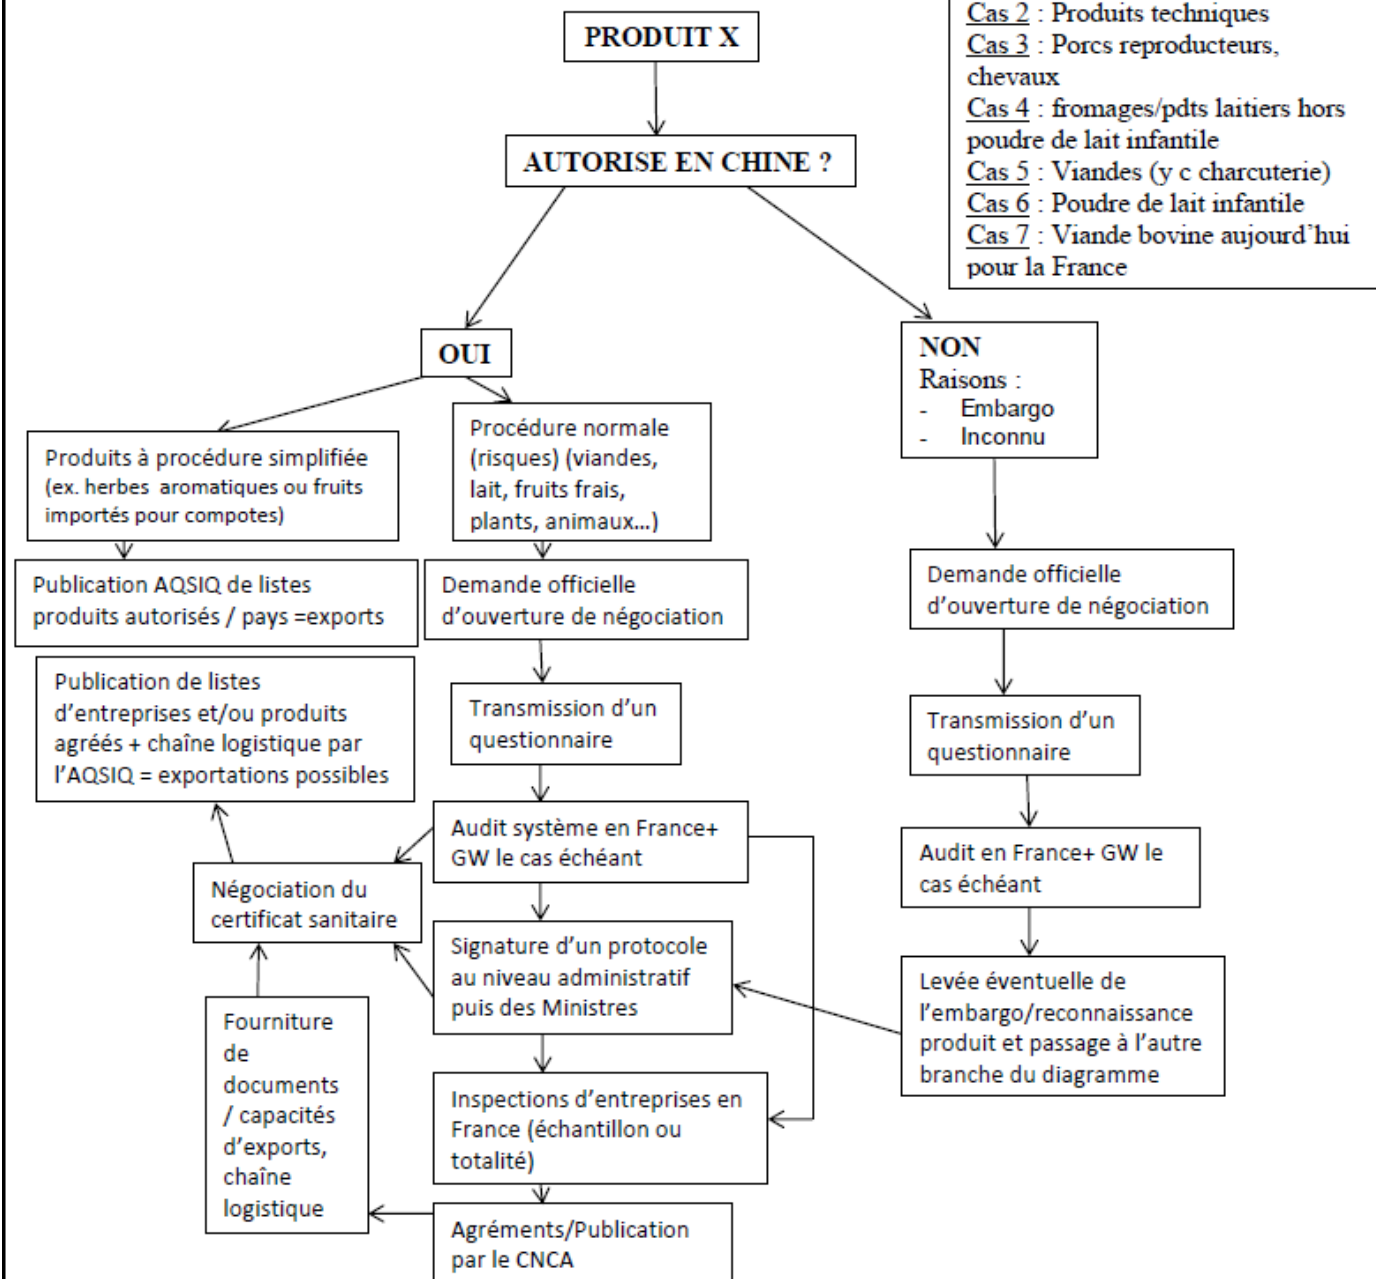 PRODUIT X
AUTORISE EN CHINE ?
Cas 2 : Produits techniques
Cas 3 : Porcs reproducteurs,
chevaux
Cas 4 : fromages/pdts laitiers hors
poudre de lait infantile
Cas 5 : Viandes (y c charcuterie)
Cas 6 : Poudre de lait infantile
Cas 7 : Viande bovine aujourd’hui
pour la France
OUI
NON
Raisons :
- Embargo
- Inconnu
Produits à procédure simplifiée
(ex. herbes aromatiques ou fruits
importés pour compotes)
Procédure normale
(risques) (viandes,
lait, fruits frais,
plants, animaux…)
Publication AQSIQ de listes
produits autorisés / pays =exports
Demande officielle
d’ouverture de négociation
Demande officielle
d’ouverture de négociation
Publication de listes
d’entreprises et/ou produits
agréés + chaîne logistique par
l’AQSIQ = exportations possibles
Transmission d’un
questionnaire
Transmission d’un
questionnaire
Audit système en France+
GW le cas échéant
Audit en France+ GW le
cas échéant
Négociation du
certificat sanitaire
Signature d’un protocole
au niveau administratif
puis des Ministres
Levée éventuelle de
l’embargo/reconnaissance
produit et passage à l’autre
branche du diagramme
Fourniture
de
documents
/ capacités
d’exports,
chaîne
logistique
Inspections d’entreprises en
France (échantillon ou
totalité)
Agréments/Publication
par le CNCA